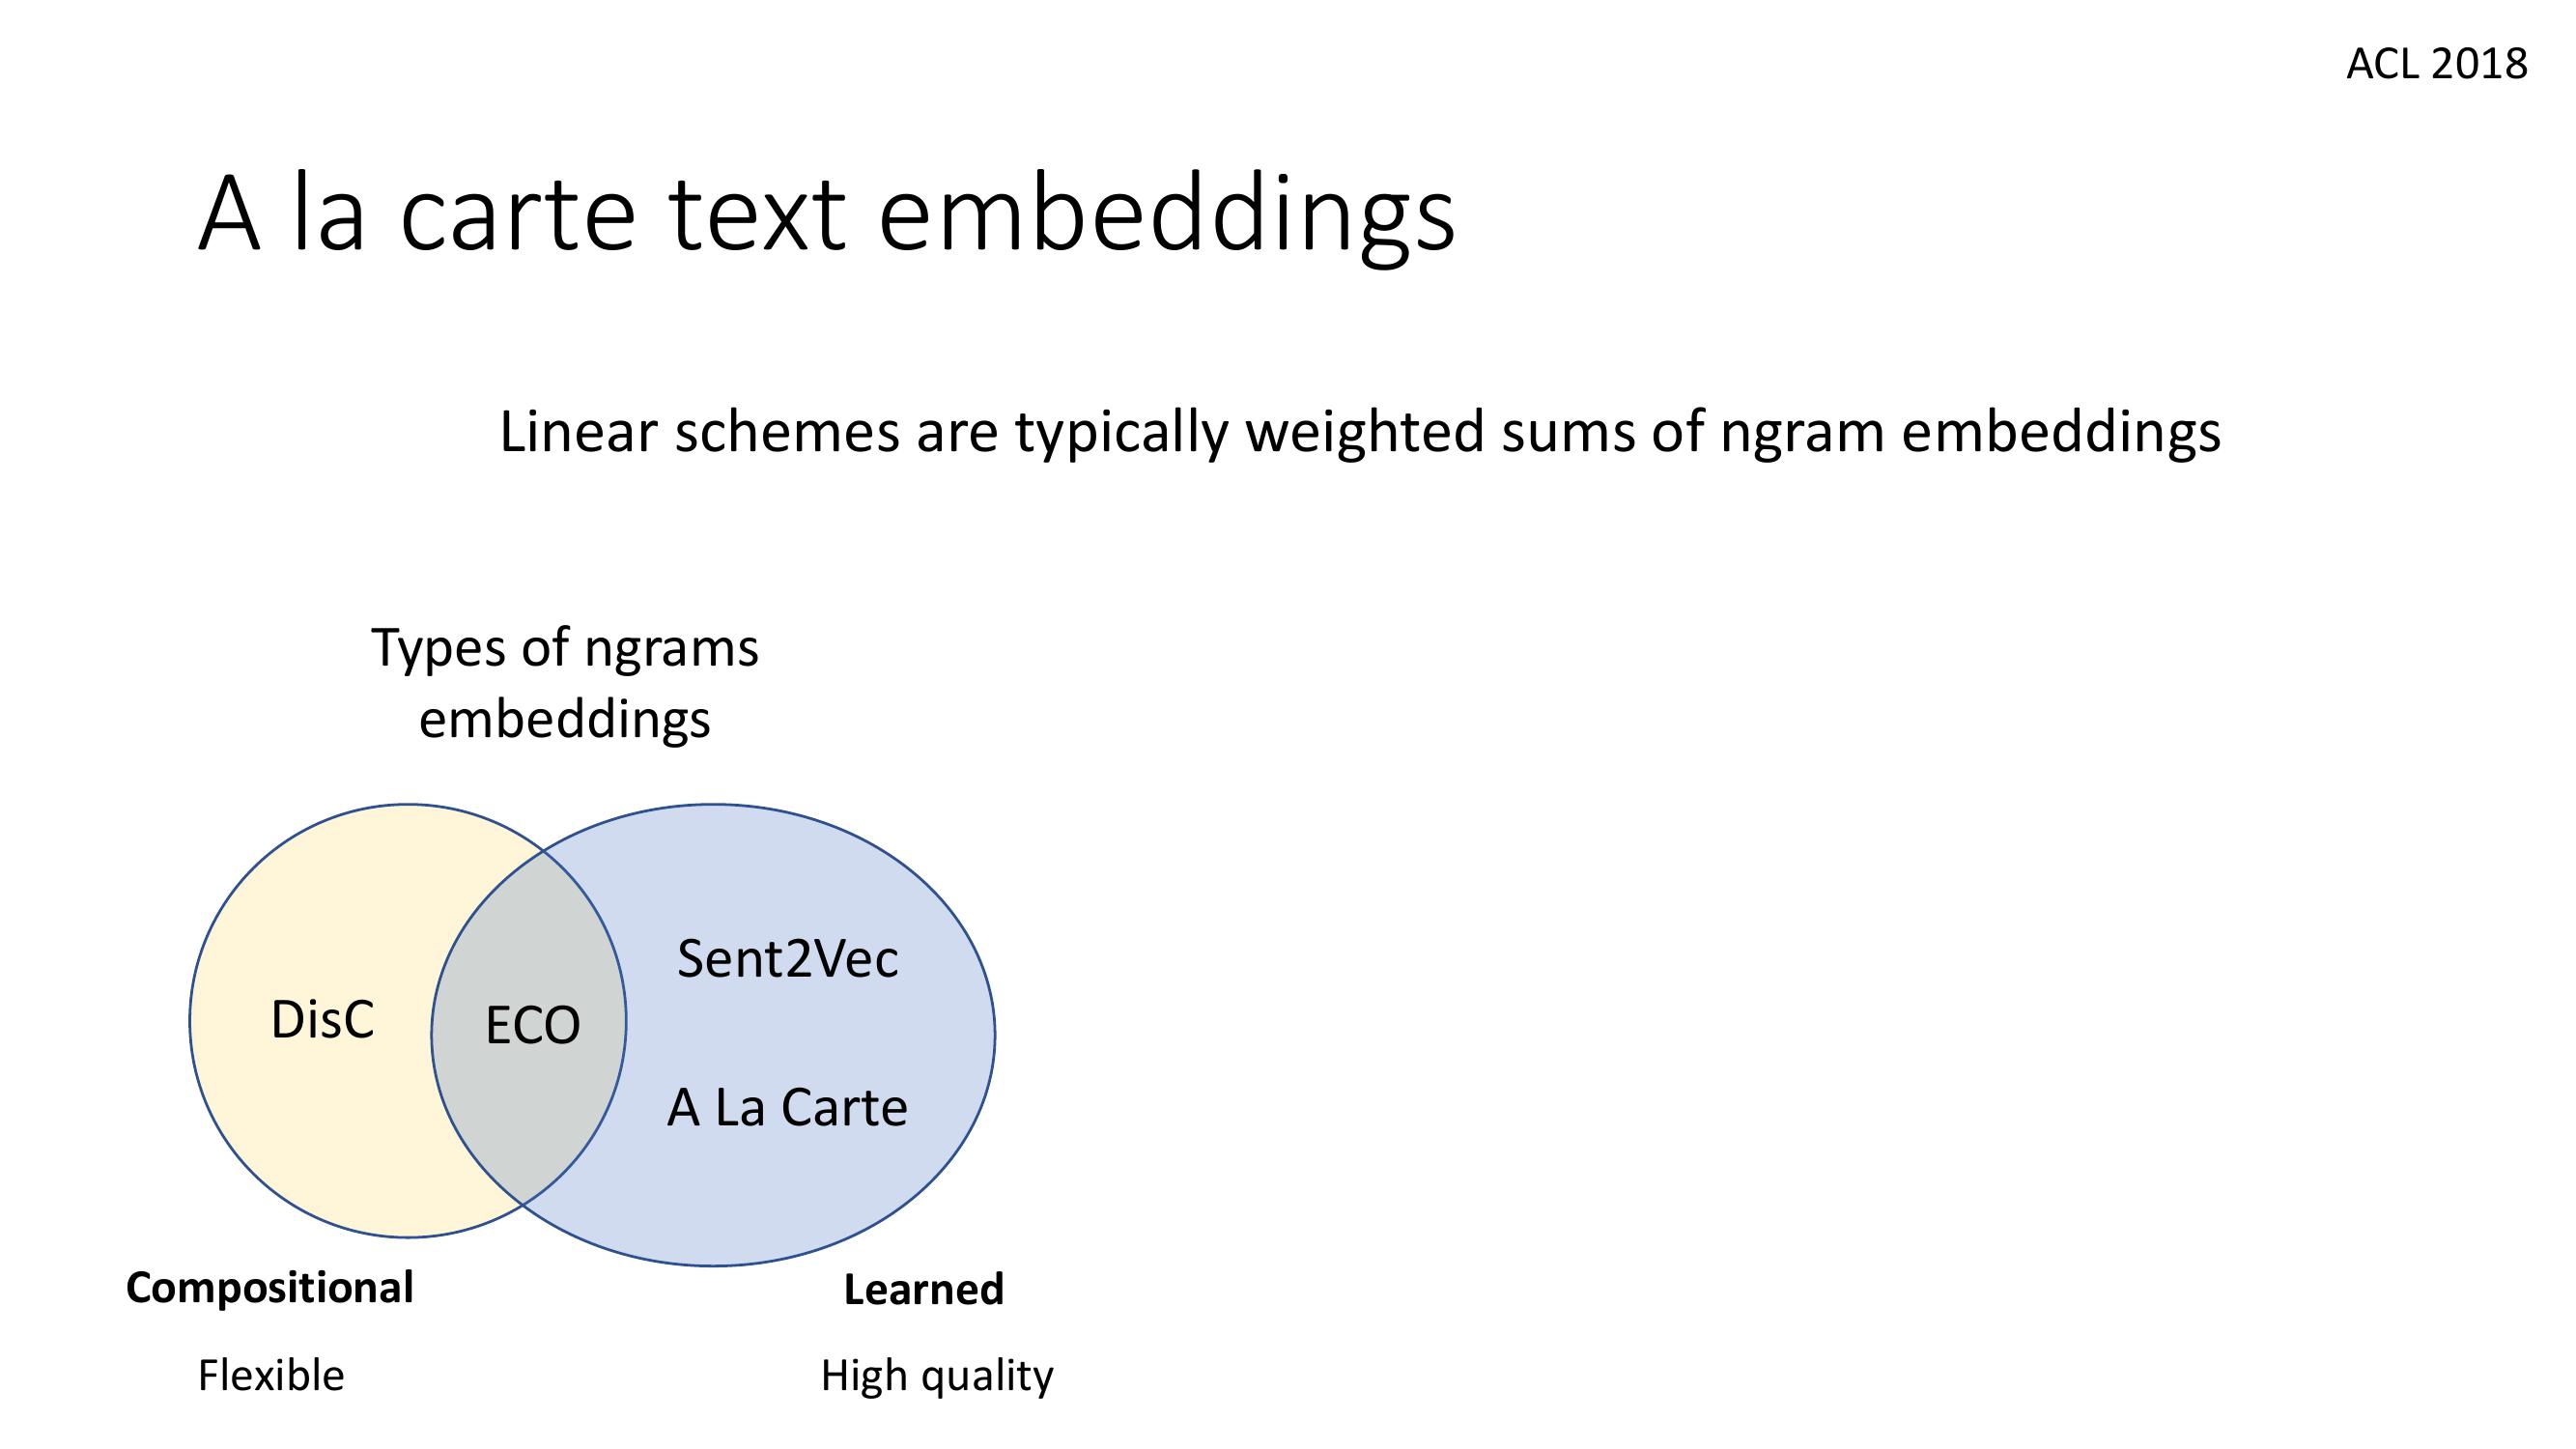 ACL 2018
A la carte text embeddings
Linear schemes are typically weighted sums of ngram embeddings
Types of ngrams
embeddings
DisC
ECO
Sent2Vec
A La Carte
Compositional
Learned
Flexible
High quality